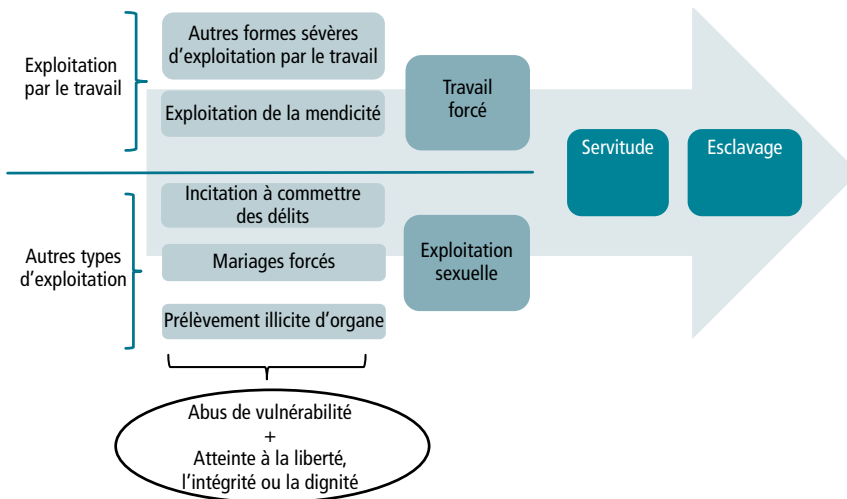 Exploitation
par le travail
Autres formes sévères
d'exploitation par le travail
Exploitation de la mendicité
Travail
forcé
Servitude
Esclavage
Autres types
d'exploitation
Incitation à commettre
des délits
Mariages forcés
Prélèvement illicite d'organe
Exploitation
sexuelle
Abus de vulnérabilité
+
Atteinte à la liberté,
l'intégrité ou la dignité